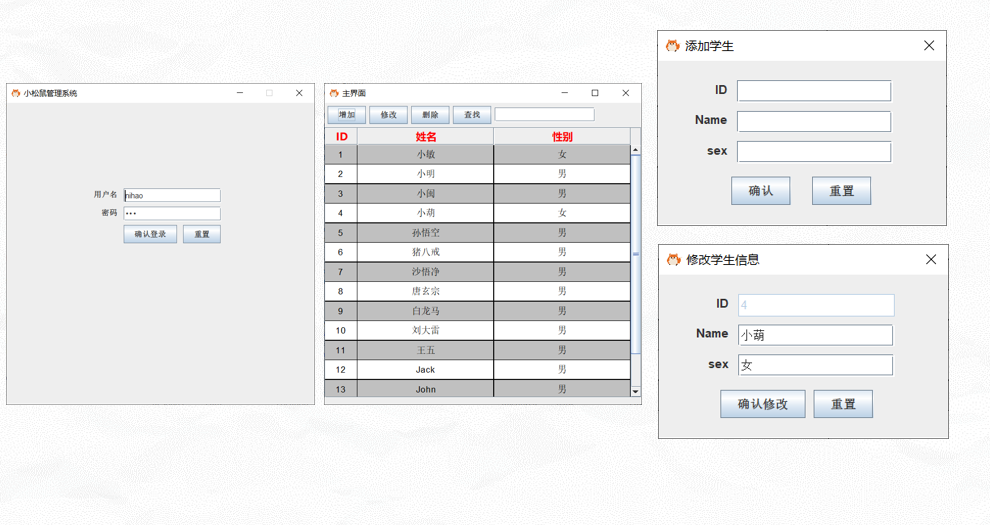 小松鼠管理系统
用户名 nihao
密码 •••
确认登录 重置
主界面
增加 修改 删除 查找
ID 姓名 性别
1 小敏 女
2 小明 男
3 小闽 男
4 小葫 女
5 孙悟空 男
6 猪八戒 男
7 沙悟净 男
8 唐玄宗 男
9 白龙马 男
10 刘大雷 男
11 王五 男
12 Jack 男
13 John 男
添加学生
ID
Name
sex
确认 重置
修改学生信息
ID 4
Name 小葫
sex 女
确认修改 重置